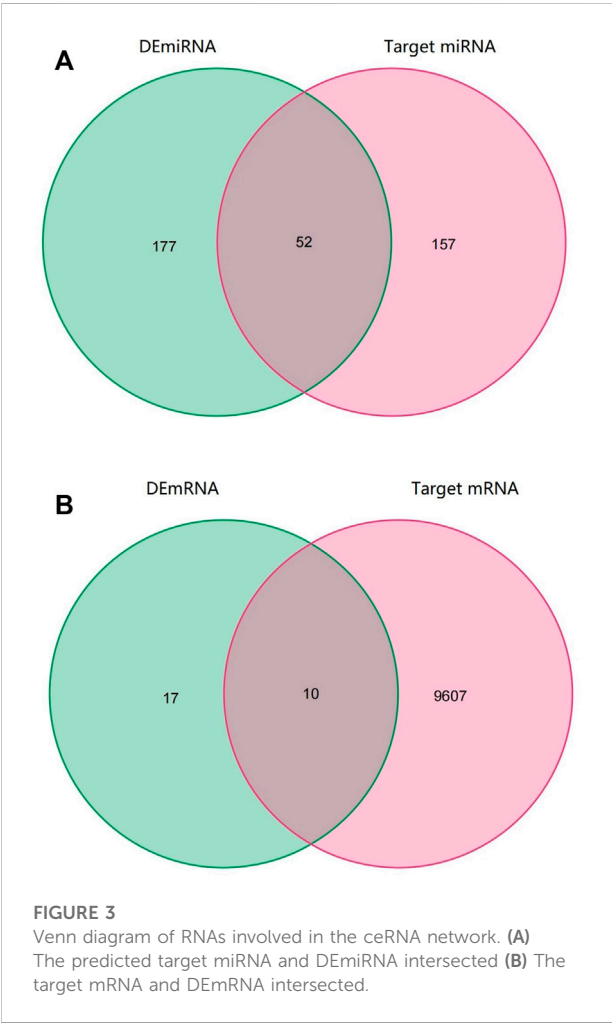 A
DEmiRNA
Target miRNA
177
52
157
B
DEmRNA
Target mRNA
17
10
9607
FIGURE 3
Venn diagram of RNAs involved in the ceRNA network. (A)
The predicted target miRNA and DEmiRNA intersected (B) The
target mRNA and DEmRNA intersected.